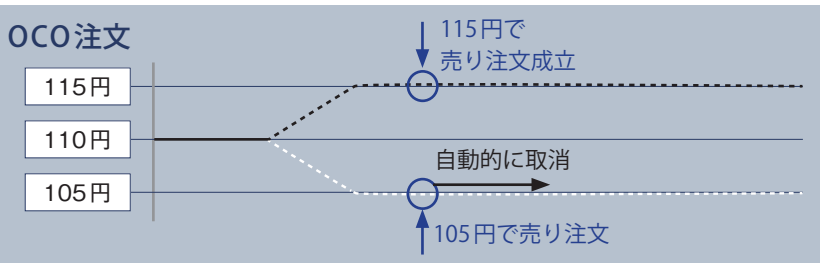 OCO注文
115円で
売り注文成立
115円
110円
自動的に取消
105円
105円で売り注文